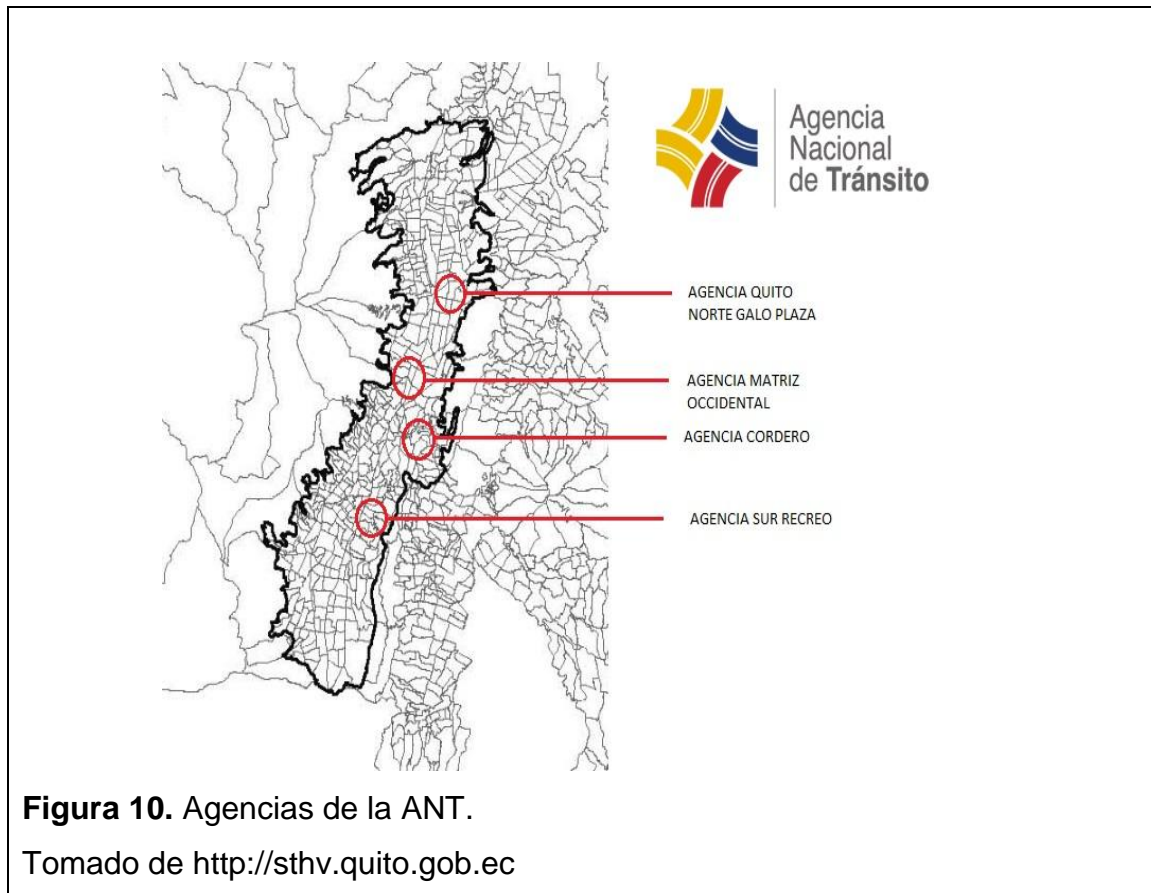 Agencia
Nacional
de Tránsito
AGENCIA QUITO
NORTE GALO PLAZA
AGENCIA MATRIZ
OCCIDENTAL
AGENCIA CORDERO
AGENCIA SUR RECREO
Figura 10. Agencias de la ANT.
Tomado de http://sthv.quito.gob.ec